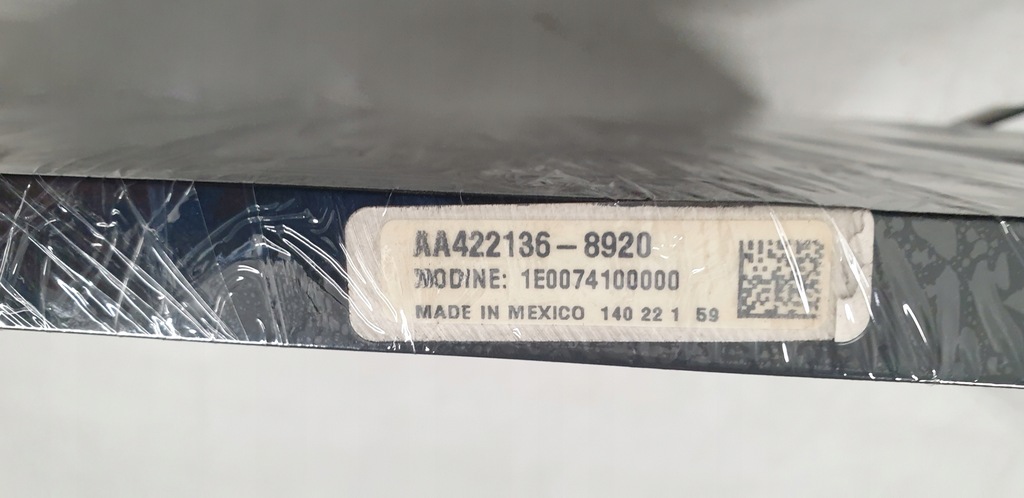 AA422136-8920
MODINE: 1E0074100000
MADE IN MEXICO 140 22 1 59